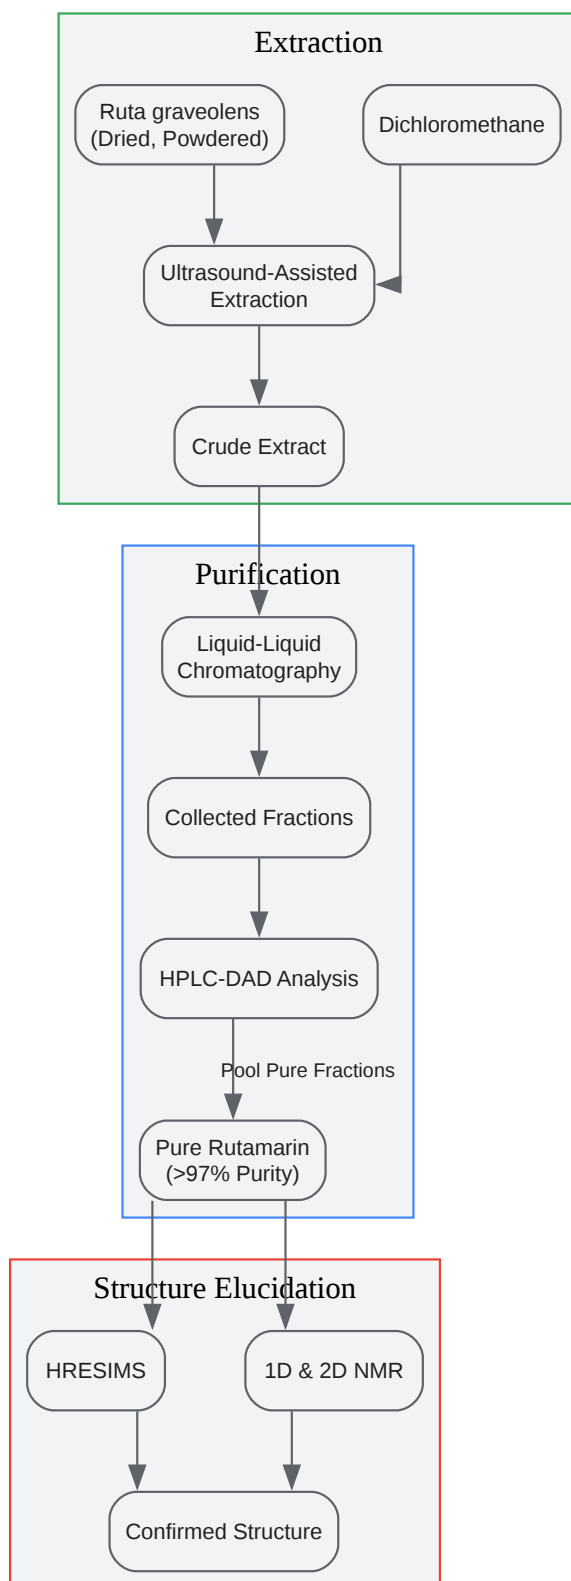 Extraction
Ruta graveolens
(Dried, Powdered)
Dichloromethane
Ultrasound-Assisted
Extraction
Crude Extract
Purification
Liquid-Liquid
Chromatography
Collected Fractions
HPLC-DAD Analysis
Pool Pure Fractions
Pure Rutamarin
(>97% Purity)
Structure Elucidation
HRESIMS
1D & 2D NMR
Confirmed Structure